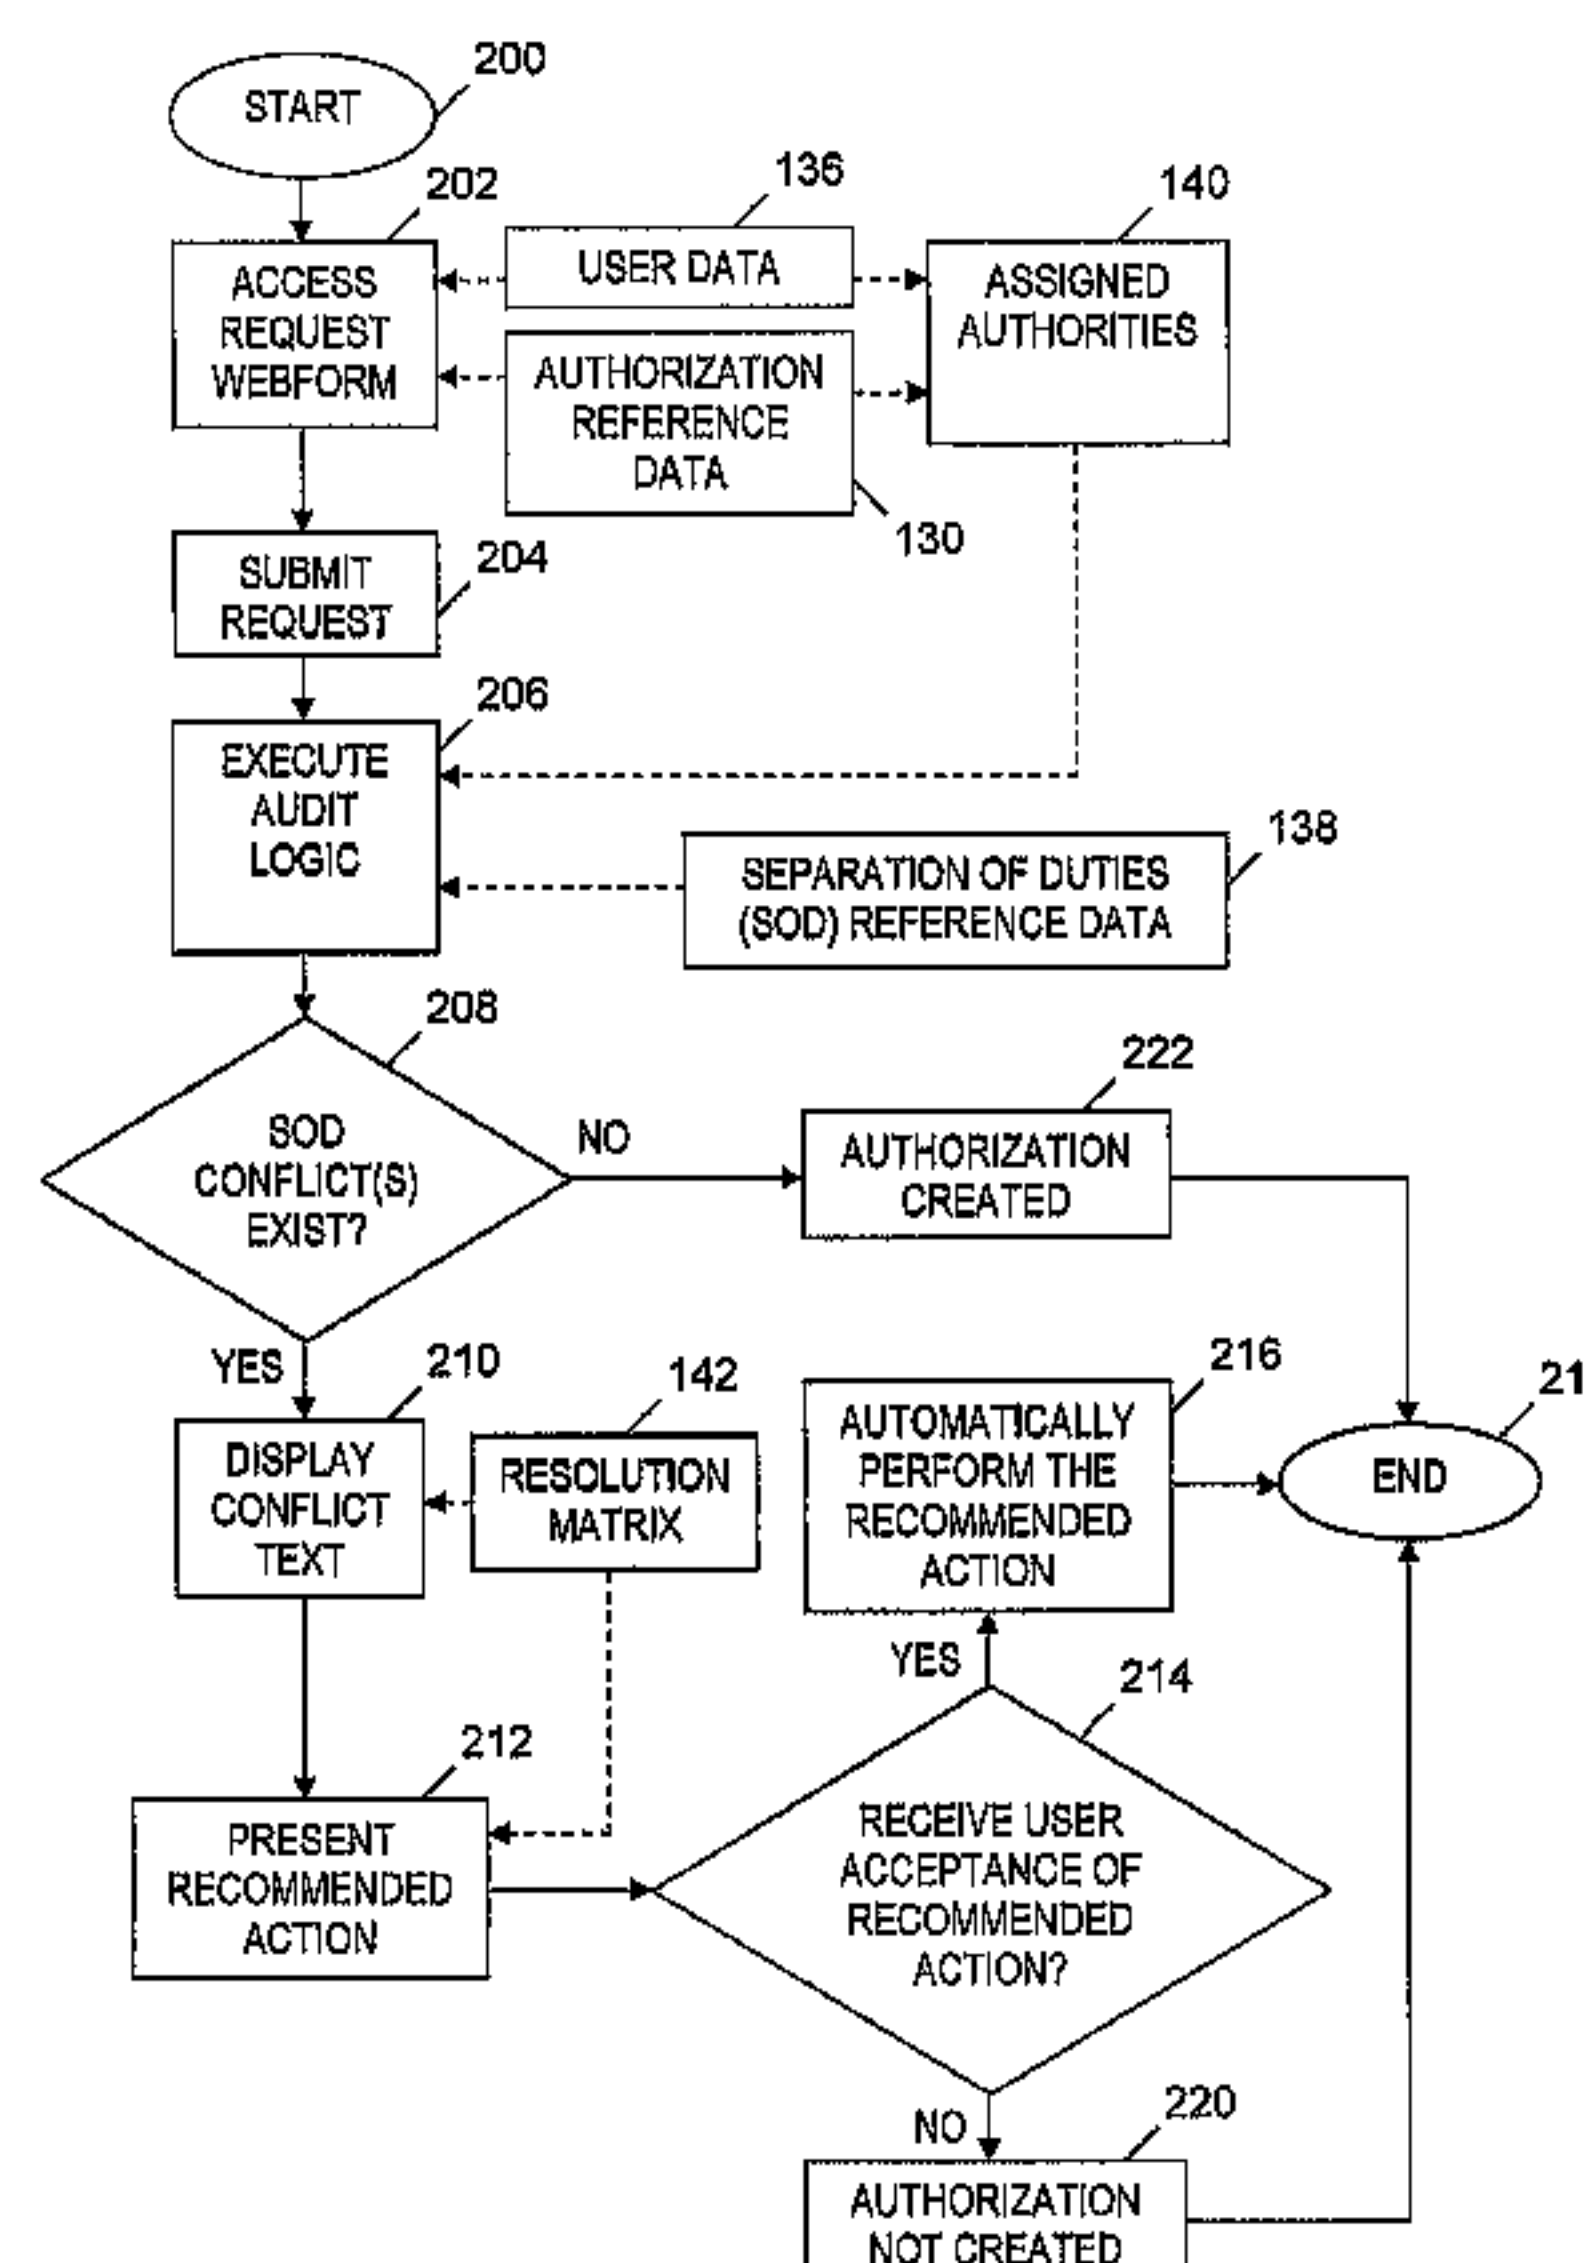 200
START
202
136
140
ACCESS
REQUEST
WEBFORM
USER DATA
ASSIGNED
AUTHORITIES
AUTHORIZATION
REFERENCE
DATA
130
SUBMIT
REQUEST
204
206
EXECUTE
AUDIT
LOGIC
138
SEPARATION OF DUTIES
(SOD) REFERENCE DATA
208
SOD
CONFLICT(S)
EXIST?
NO
222
AUTHORIZATION
CREATED
YES
210
142
216
21
DISPLAY
CONFLICT
TEXT
RESOLUTION
MATRIX
AUTOMATICALLY
PERFORM THE
RECOMMENDED
ACTION
END
YES
214
212
PRESENT
RECOMMENDED
ACTION
RECEIVE USER
ACCEPTANCE OF
RECOMMENDED
ACTION?
NO
220
AUTHORIZATION
NOT CREATED